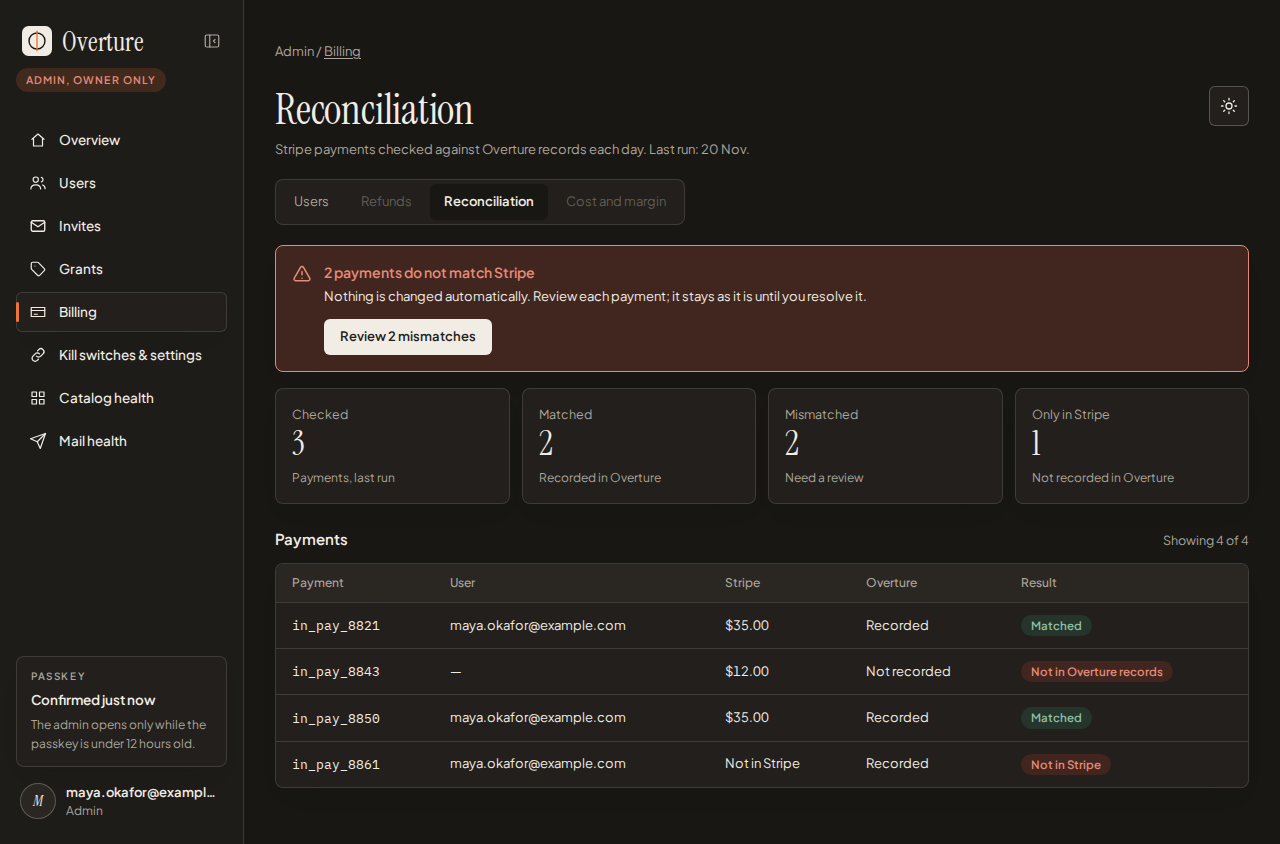 Overture
ADMIN, OWNER ONLY
Overview
Users
Invites
Grants
Billing
Kill switches & settings
Catalog health
Mail health
PASSKEY
Confirmed just now
The admin opens only while the
passkey is under 12 hours old.
M
maya.okafor@exampl…
Admin
Admin / Billing
Reconciliation
Stripe payments checked against Overture records each day. Last run: 20 Nov.
Users Refunds Reconciliation Cost and margin
2 payments do not match Stripe
Nothing is changed automatically. Review each payment; it stays as it is until you resolve it.
Review 2 mismatches
Checked
3
Payments, last run
Matched
2
Recorded in Overture
Mismatched
2
Need a review
Only in Stripe
1
Not recorded in Overture
Payments
Showing 4 of 4
Payment User Stripe Overture Result
in_pay_8821 maya.okafor@example.com $35.00 Recorded Matched
in_pay_8843 — $12.00 Not recorded Not in Overture records
in_pay_8850 maya.okafor@example.com $35.00 Recorded Matched
in_pay_8861 maya.okafor@example.com Not in Stripe Recorded Not in Stripe